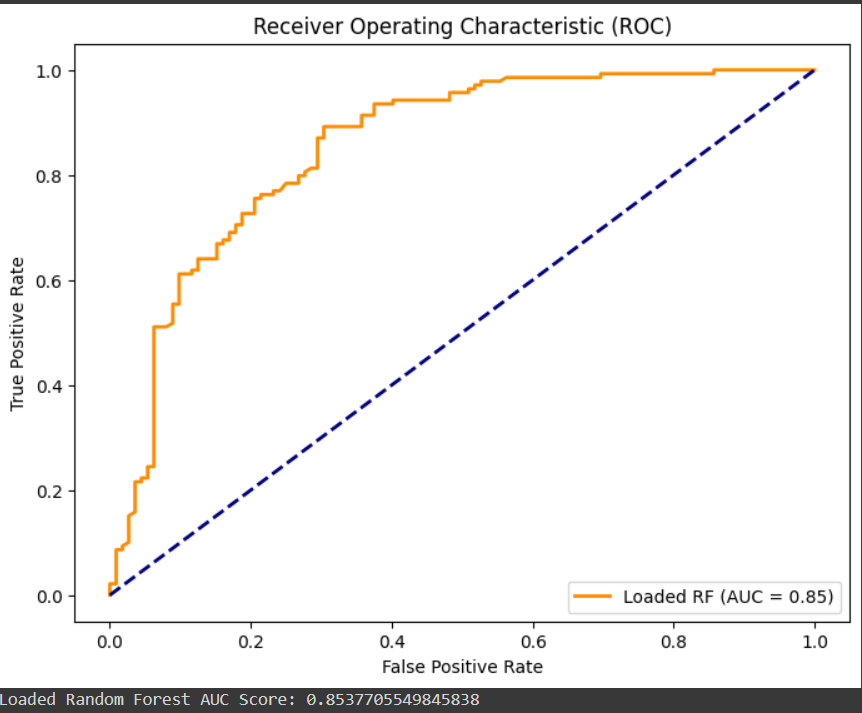 Receiver Operating Characteristic (ROC)
1.0
0.8
0.6
0.4
0.2
0.0
True Positive Rate
Loaded RF (AUC = 0.85)
0.0 0.2 0.4 0.6 0.8 1.0
False Positive Rate
Loaded Random Forest AUC Score: 0.8537705549845838